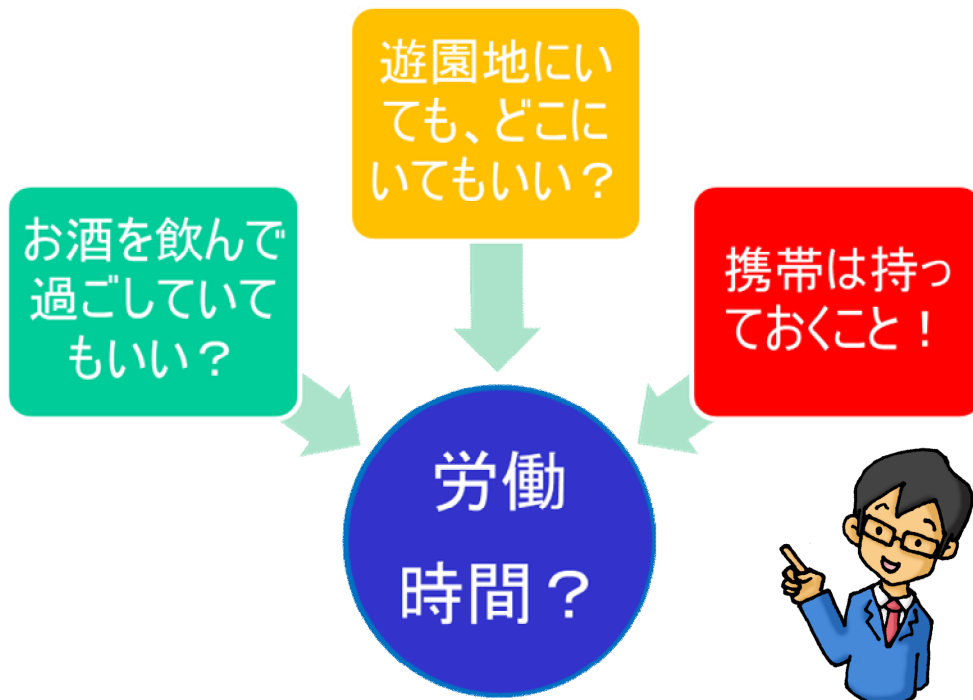 遊園地にい
ても、どこに
いてもいい？
お酒を飲んで
過ごしていて
もいい？
携帯は持っ
ておくこと！
労働
時間？